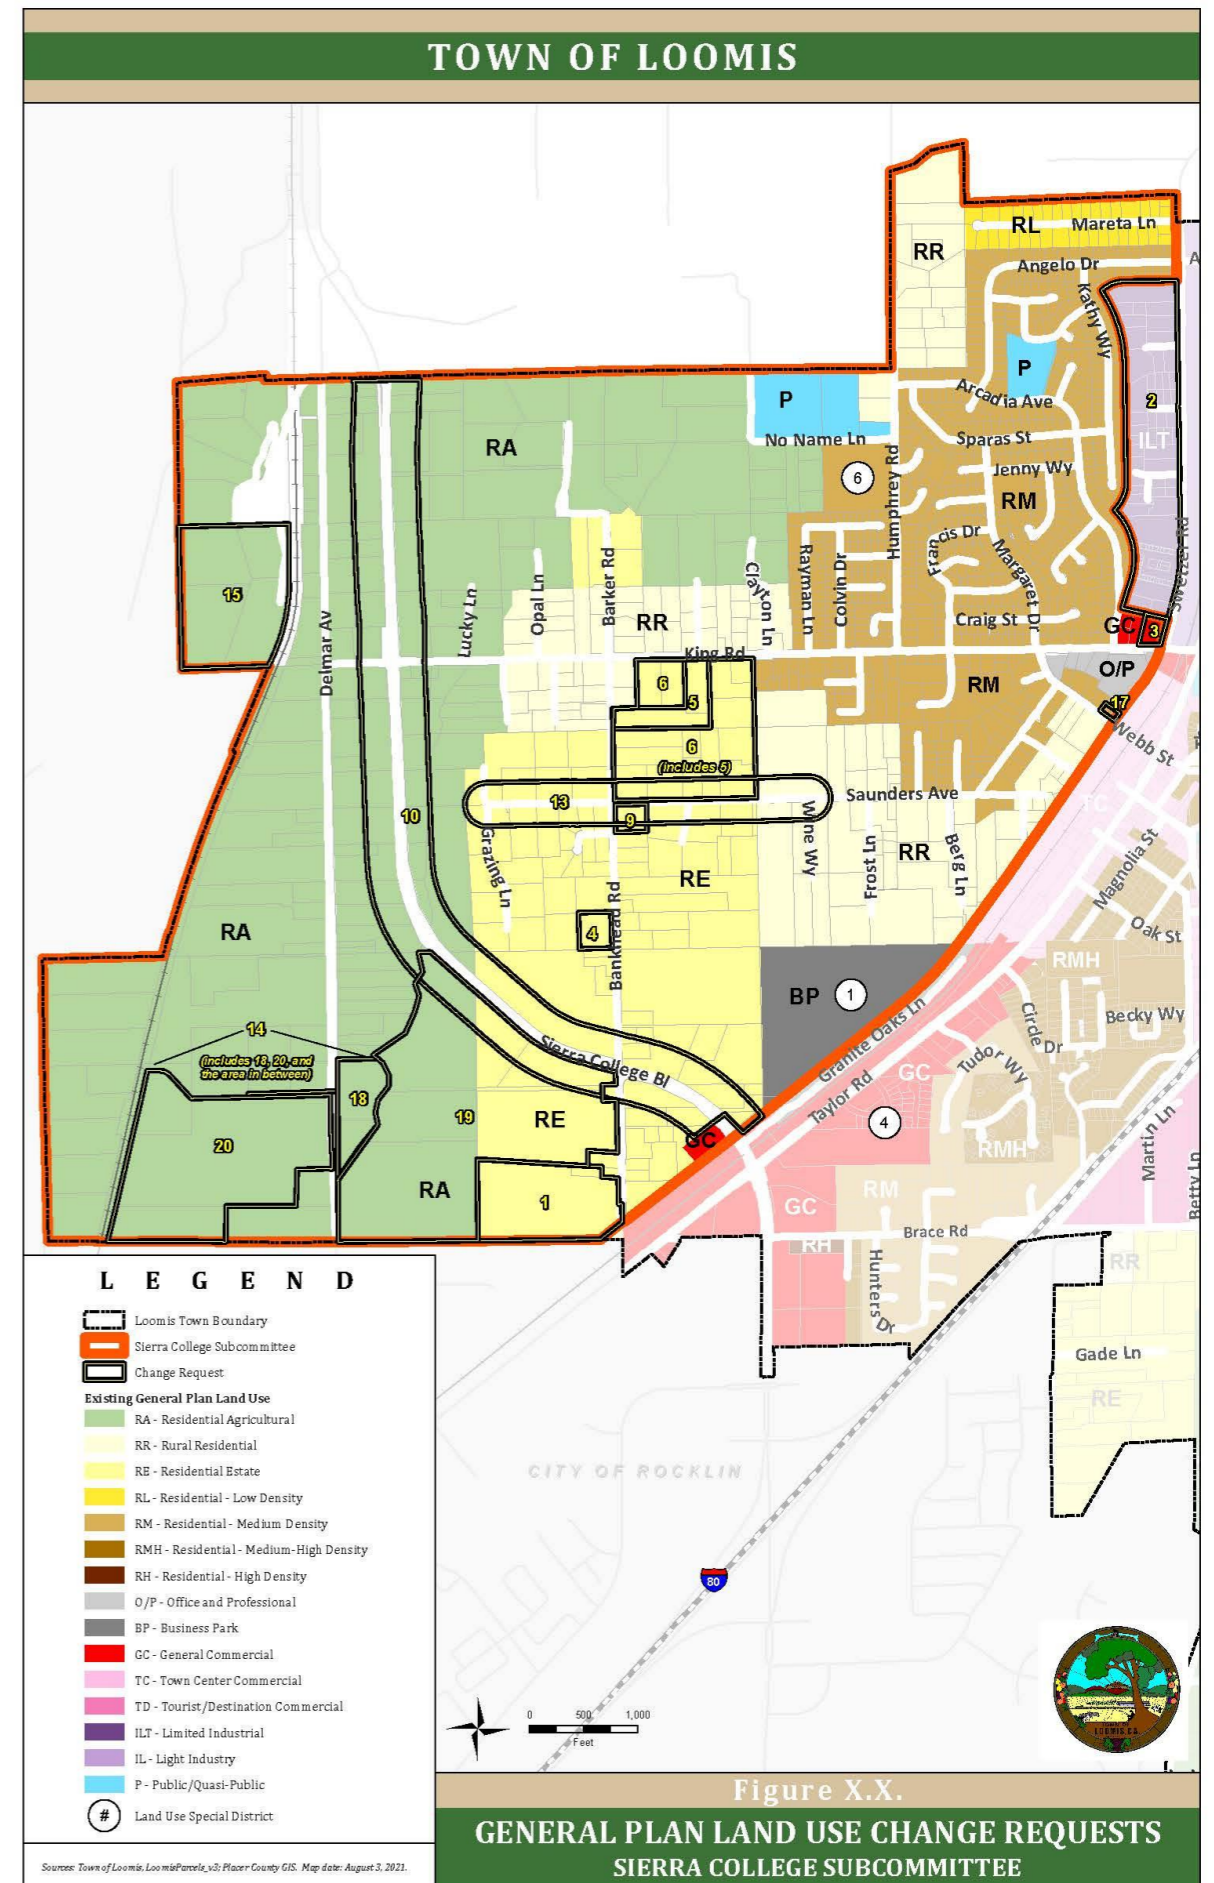 TOWN OF LOOMIS
RL
Mareta Ln
RR
Angelo Dr
A
Kathy Wy
P
P
2
Arcadia Ave
RA
No Name Ln
Sparas St
ILT
6
Jenny Wy
Humphrey Rd
RM
Francis Dr
Margaret Dr
Swetzer Rd
Barker Rd
Rayman Ln
Colvin Dr
Clayton Ln
Opal Ln
15
Lucky Ln
RR
Craig St
GC
3
Delmar Av
King Rd
O/P
6
RM
5
17
Webb St
6
(includes 5)
13
Saunders Ave
TC
10
9
Wine Wy
Grazing Ln
Frost Ln
RR
Berg Ln
Magnolia St
RE
Bankhead Rd
RA
4
Oak St
RMH
BP
1
Granite Oaks Ln
Circle Dr
Becky Wy
14
(includes 18, 20, and
the area in between)
Sierra College Bl
Taylor Rd
GC
Tudor Wy
18
19
RE
4
20
GC
RMH
Martin Ln
RA
1
RM
GC
Betty Ln
Brace Rd
RH
Hunters Dr
RR
Gade Ln
RE
LEGEND
Loomis Town Boundary
Sierra College Subcommittee
Change Request
Existing General Plan Land Use
RA - Residential Agricultural
RR - Rural Residential
RE - Residential Estate
RL - Residential - Low Density
RM - Residential - Medium Density
RMH - Residential - Medium-High Density
RH - Residential - High Density
O/P - Office and Professional
BP - Business Park
GC - General Commercial
TC - Town Center Commercial
TD - Tourist/Destination Commercial
ILT - Limited Industrial
IL - Light Industry
P - Public/Quasi-Public
# Land Use Special District
CITY OF ROCKLIN
80
0 500 1,000
Feet
LOOMIS CA.
Sources: Town of Loomis, LoomisParcels_v3; Placer County GIS. Map date: August 3, 2021.
Figure X.X.
GENERAL PLAN LAND USE CHANGE REQUESTS
SIERRA COLLEGE SUBCOMMITTEE